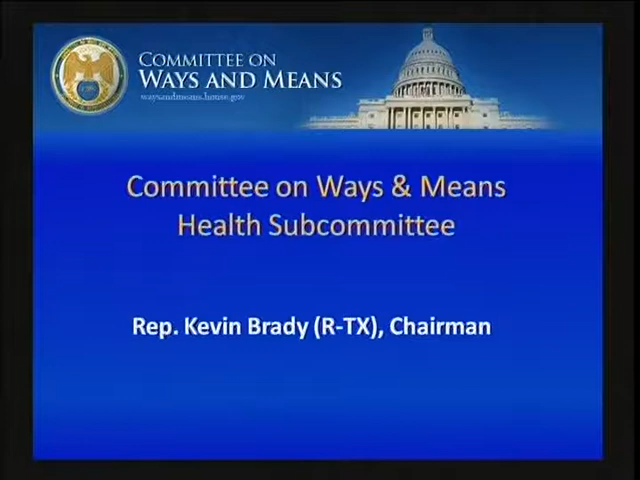 COMMITTEE ON
WAYS AND MEANS
waysandmeans.house.gov
Committee on Ways & Means
Health Subcommittee
Rep. Kevin Brady (R-TX), Chairman